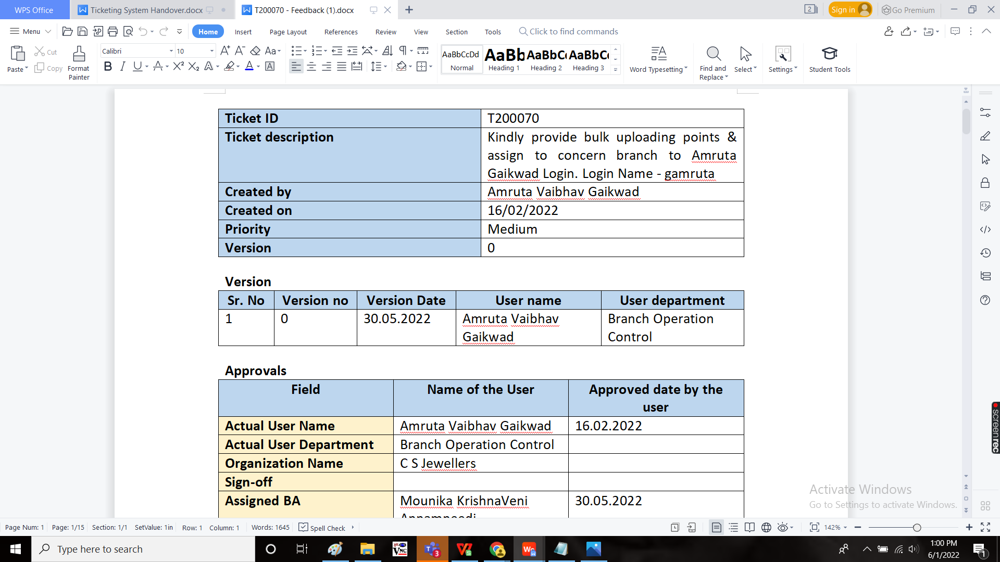 WPS Office
Ticketing System Handover.docx
T200070 - Feedback (1).docx
2
Sign in
Go Premium
Menu
Home
Insert
Page Layout
References
Review
View
Section
Tools
Click to find commands
Paste
Cut
Copy
Format Painter
Calibri
10
AaBbCcDd
Normal
Heading 1
Heading 2
Heading 3
Word Typesetting
Find and Replace
Select
Settings
Student Tools
Ticket ID T200070
Ticket description Kindly provide bulk uploading points &
assign to concern branch to Amruta
Gaikwad Login. Login Name - gamruta
Created by Amruta Vaibhav Gaikwad
Created on 16/02/2022
Priority Medium
Version 0
Version
Sr. No Version no Version Date User name User department
1 0 30.05.2022 Amruta Vaibhav Branch Operation
Gaikwad Control
Approvals
Field Name of the User Approved date by the
user
Actual User Name Amruta Vaibhav Gaikwad 16.02.2022
Actual User Department Branch Operation Control
Organization Name C S Jewellers
Sign-off
Assigned BA Mounika KrishnaVeni 30.05.2022
screenrec
Activate Windows
Go to Settings to activate Windows.
Page Num: 1 Page: 1/15 Section: 1/1 SetValue: 1in Row: 1 Column: 1 Words: 1645 Spell Check 142%
Type here to search
1:00 PM
6/1/2022
1